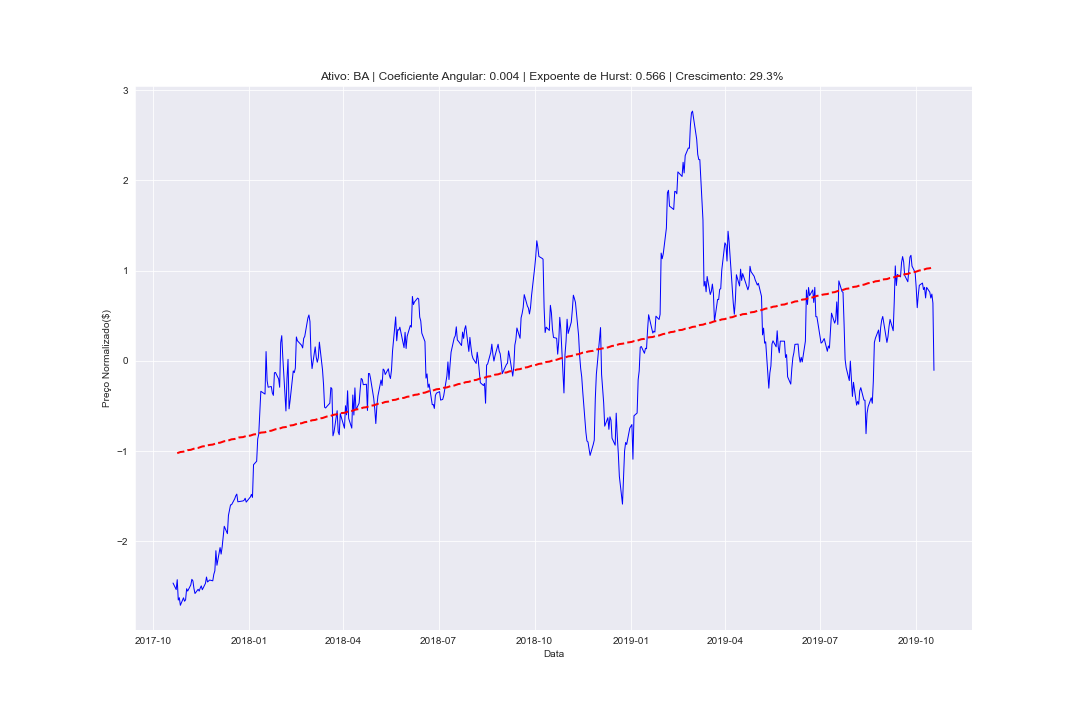 Ativo: BA | Coeficiente Angular: 0.004 | Expoente de Hurst: 0.566 | Crescimento: 29.3%
3
2
1
0
−1
−2
Preço Normalizado($)
2017-10 2018-01 2018-04 2018-07 2018-10 2019-01 2019-04 2019-07 2019-10
Data